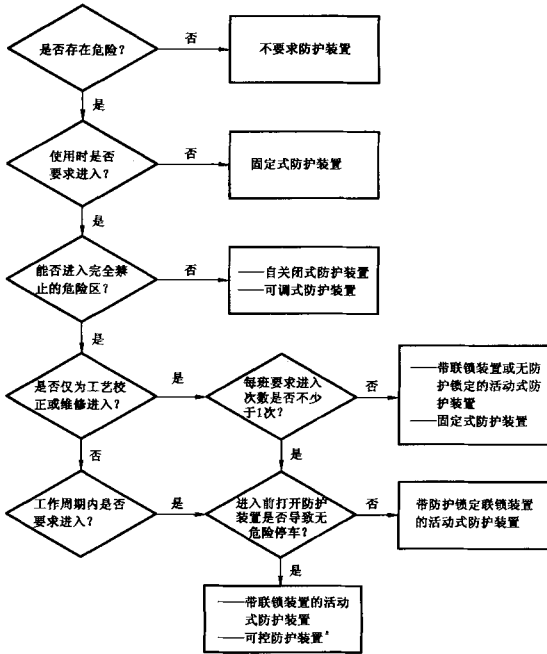 是否存在危险？
否
不要求防护装置
是
使用时是否
要求进入？
否
固定式防护装置
是
能否进入完全禁
止的危险区？
否
——自关闭式防护装置
——可调式防护装置
是
是否仅为工艺校
正或维修进入？
是
每班要求进入
次数是否不少
于1次？
否
——带联锁装置或无防
护锁定的活动式防
护装置
——固定式防护装置
否
是
工作周期内是否
要求进入？
是
进入前打开防护
装置是否导致无
危险停车？
否
带防护锁定联锁装置
的活动式防护装置
是
——带联锁装置的活动
式防护装置
——可控防护装置a